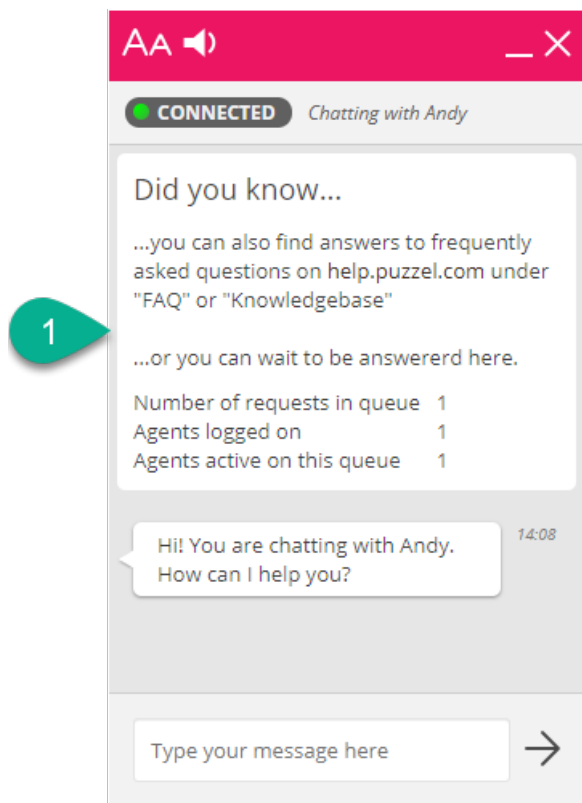 AA
CONNECTED Chatting with Andy
Did you know...
...you can also find answers to frequently
asked questions on help.puzzel.com under
"FAQ" or "Knowledgebase"
1
...or you can wait to be answererd here.
Number of requests in queue 1
Agents logged on 1
Agents active on this queue 1
Hi! You are chatting with Andy. 14:08
How can I help you?
Type your message here